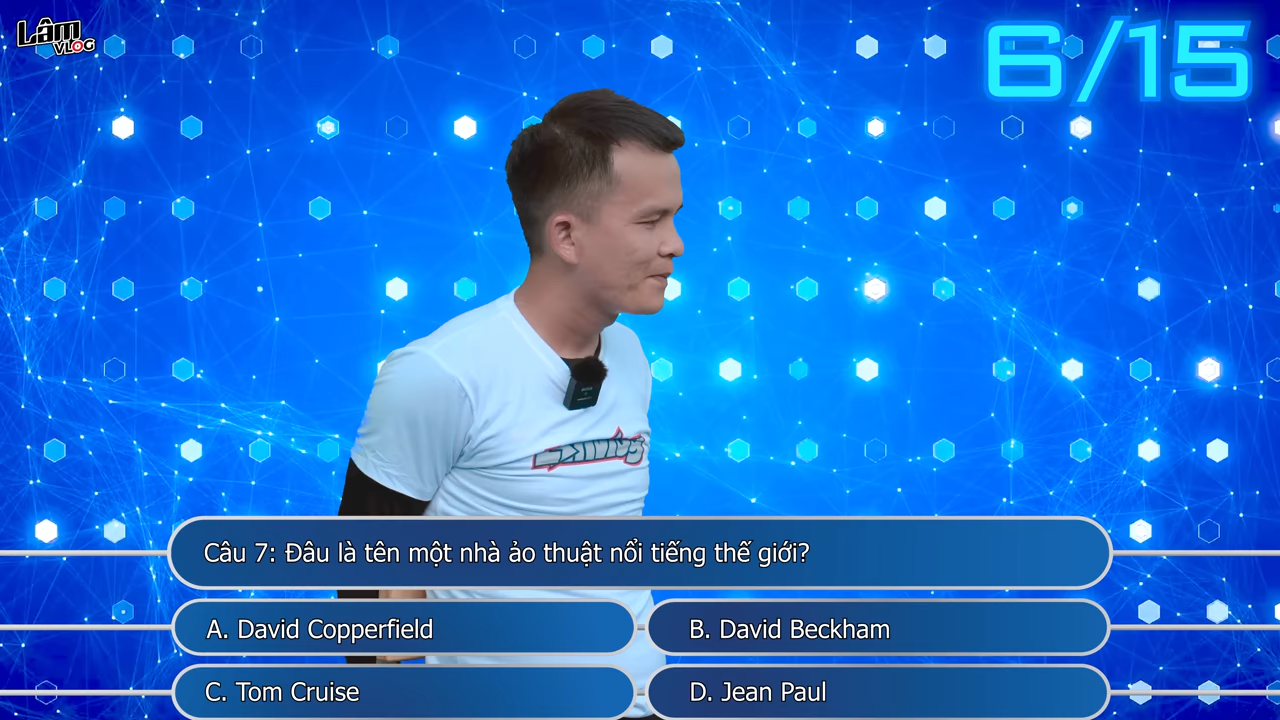 Lâm
VLOG
6/15
Câu 7: Đâu là tên một nhà ảo thuật nổi tiếng thế giới?
A. David Copperfield
B. David Beckham
C. Tom Cruise
D. Jean Paul